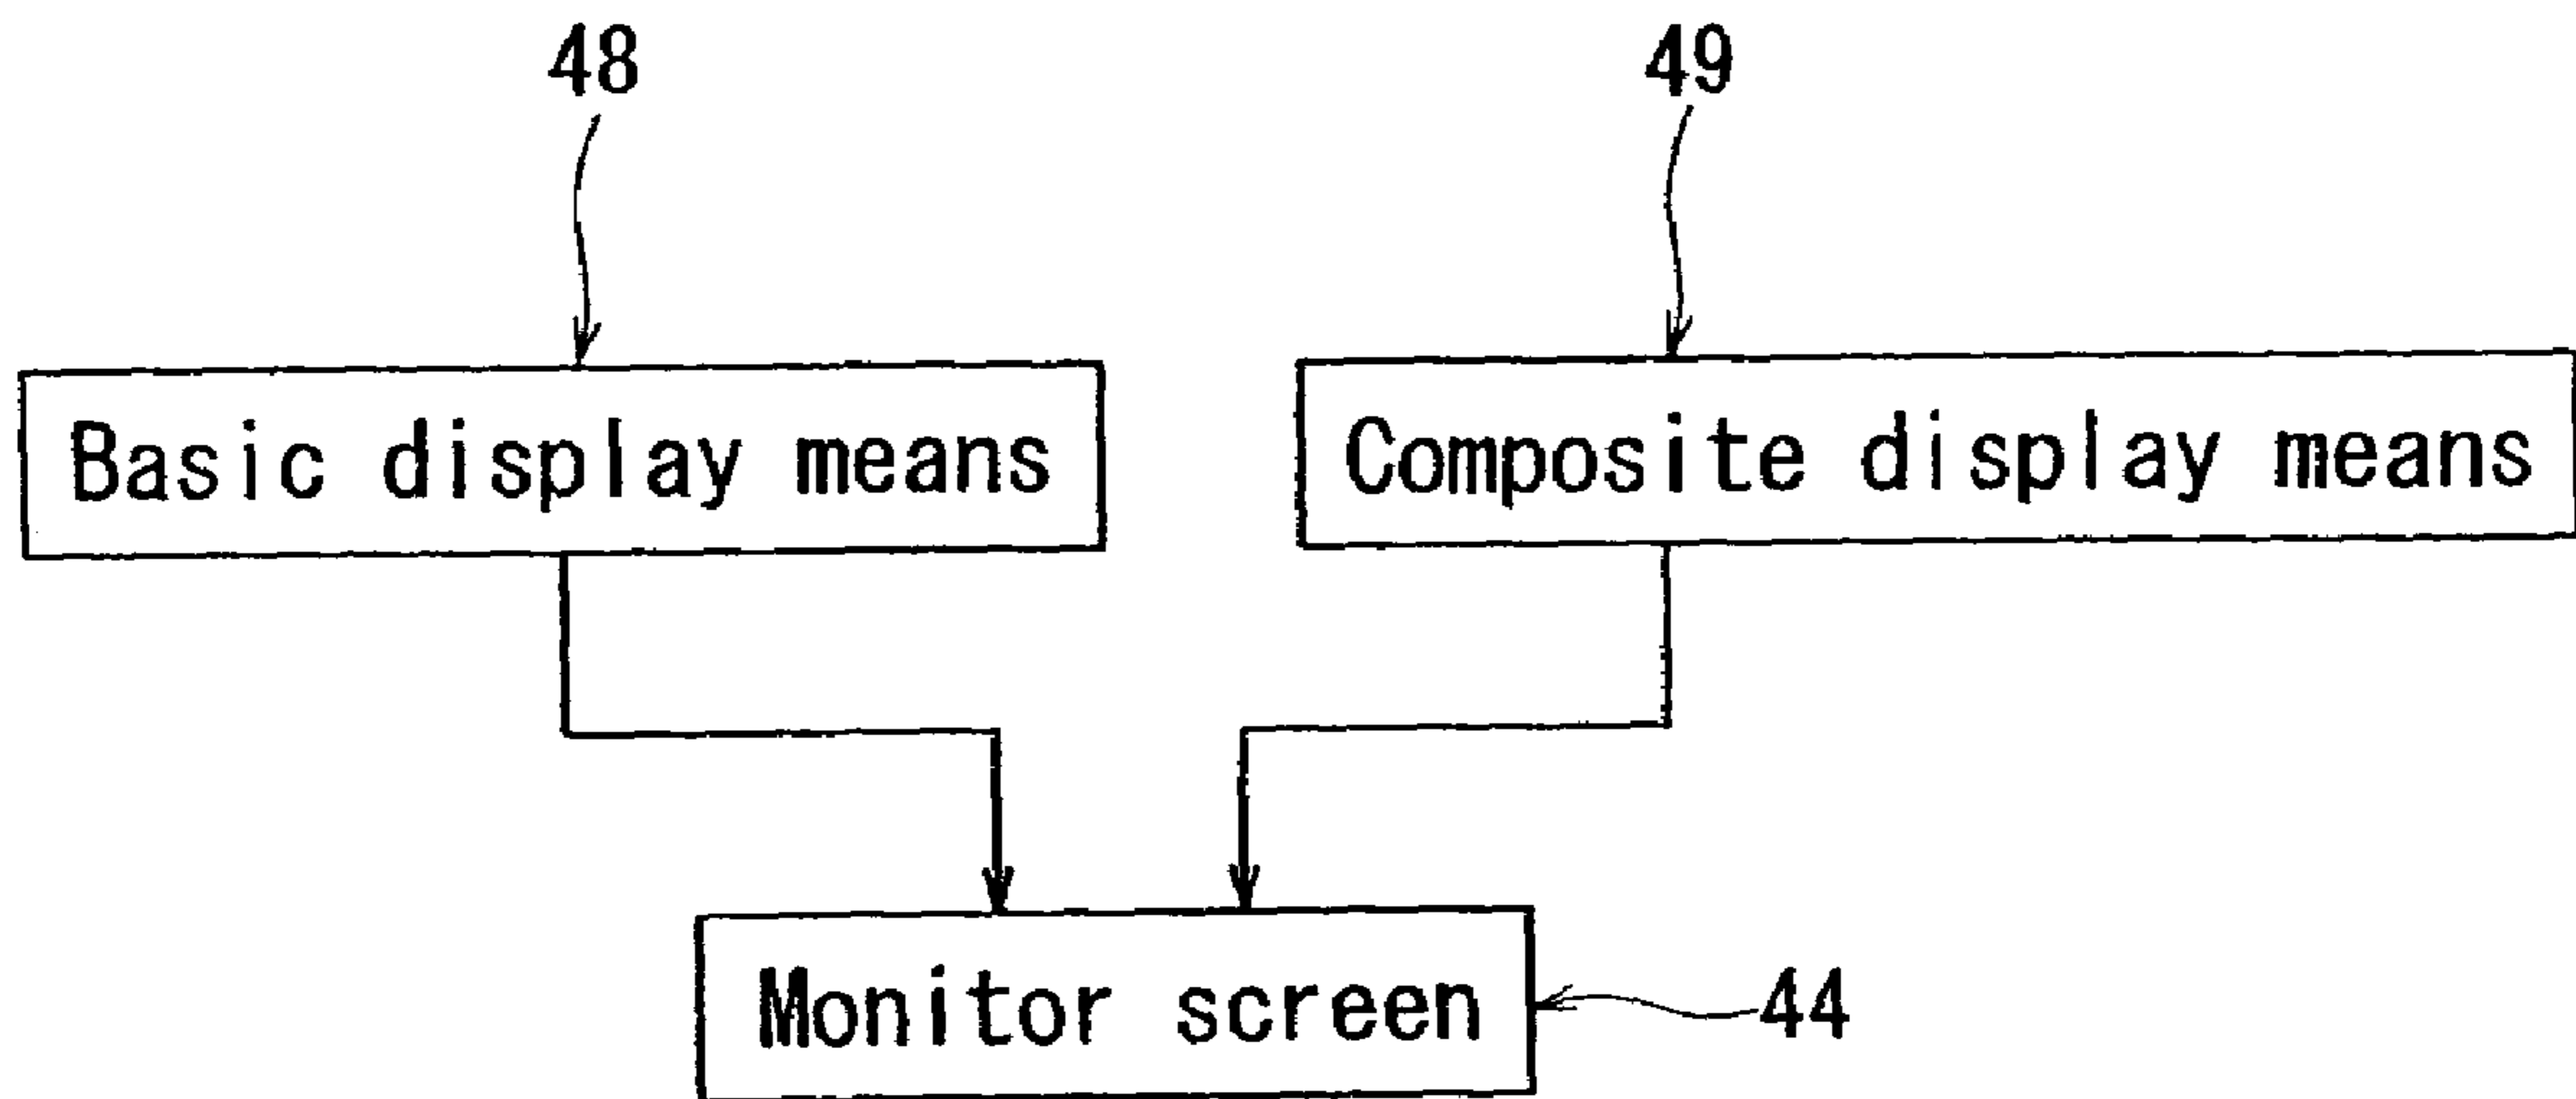 48
49
Basic display means
Composite display means
Monitor screen
44